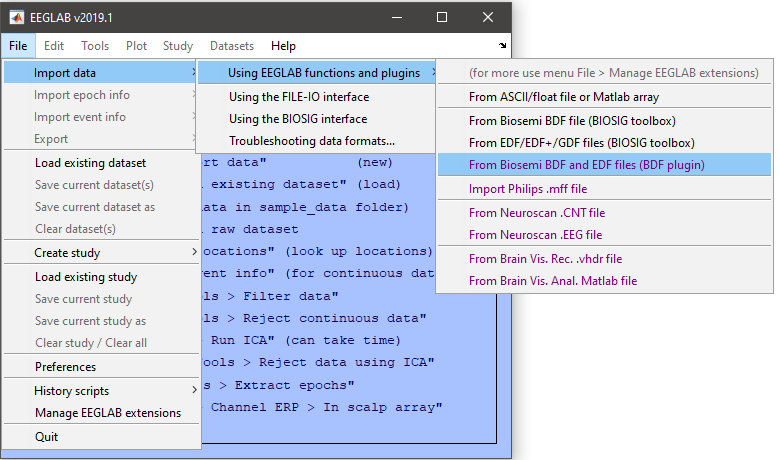 EEGLAB v2019.1
File Edit Tools Plot Study Datasets Help
Import data
Import epoch info
Import event info
Export
Load existing dataset
Save current dataset(s)
Save current dataset as
Clear dataset(s)
Create study
Load existing study
Save current study
Save current study as
Clear study / Clear all
Preferences
History scripts
Manage EEGLAB extensions
Quit
Using EEGLAB functions and plugins
Using the FILE-IO interface
Using the BIOSIG interface
Troubleshooting data formats...
(for more use menu File > Manage EEGLAB extensions)
From ASCII/float file or Matlab array
From Biosemi BDF file (BIOSIG toolbox)
From EDF/EDF+/GDF files (BIOSIG toolbox)
From Biosemi BDF and EDF files (BDF plugin)
Import Philips .mff file
From Neuroscan .CNT file
From Neuroscan .EEG file
From Brain Vis. Rec. .vhdr file
From Brain Vis. Anal. Matlab file
rt data" (new)
existing dataset" (load)
data in sample_data folder)
raw dataset
ocations" (look up locations)
ent info" (for continuous dat
ls > Filter data"
ls > Reject continuous data"
Run ICA" (can take time)
ools > Reject data using ICA"
s > Extract epochs"
Channel ERP > In scalp array"